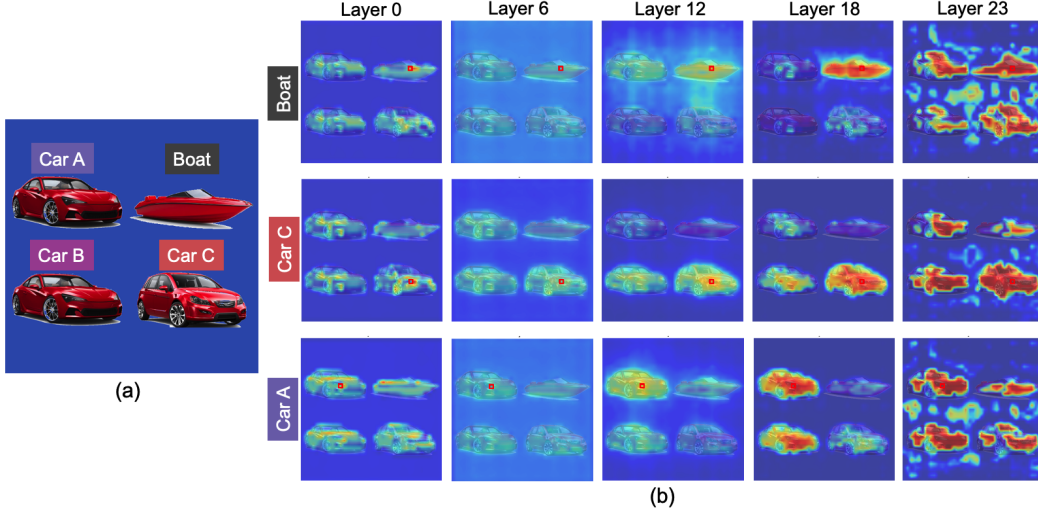 Layer 0 Layer 6 Layer 12 Layer 18 Layer 23
Boat
Car A Boat
Car B Car C
Car C
Car A
(a)
(b)